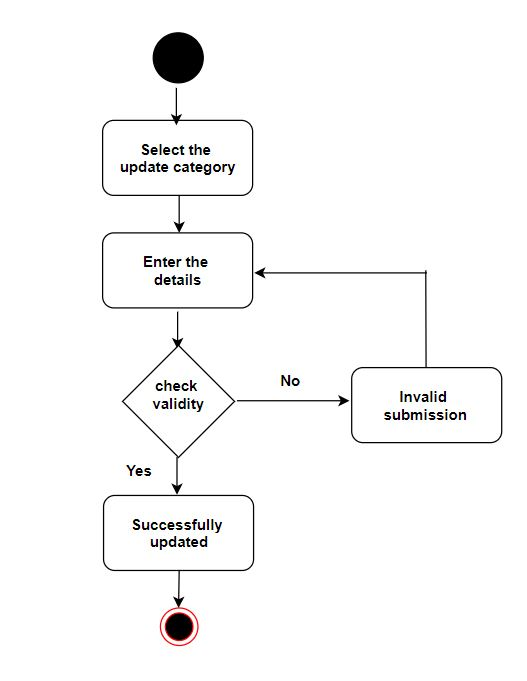 Select the
update category
Enter the
details
check
validity
No
Invalid
submission
Yes
Successfully
updated